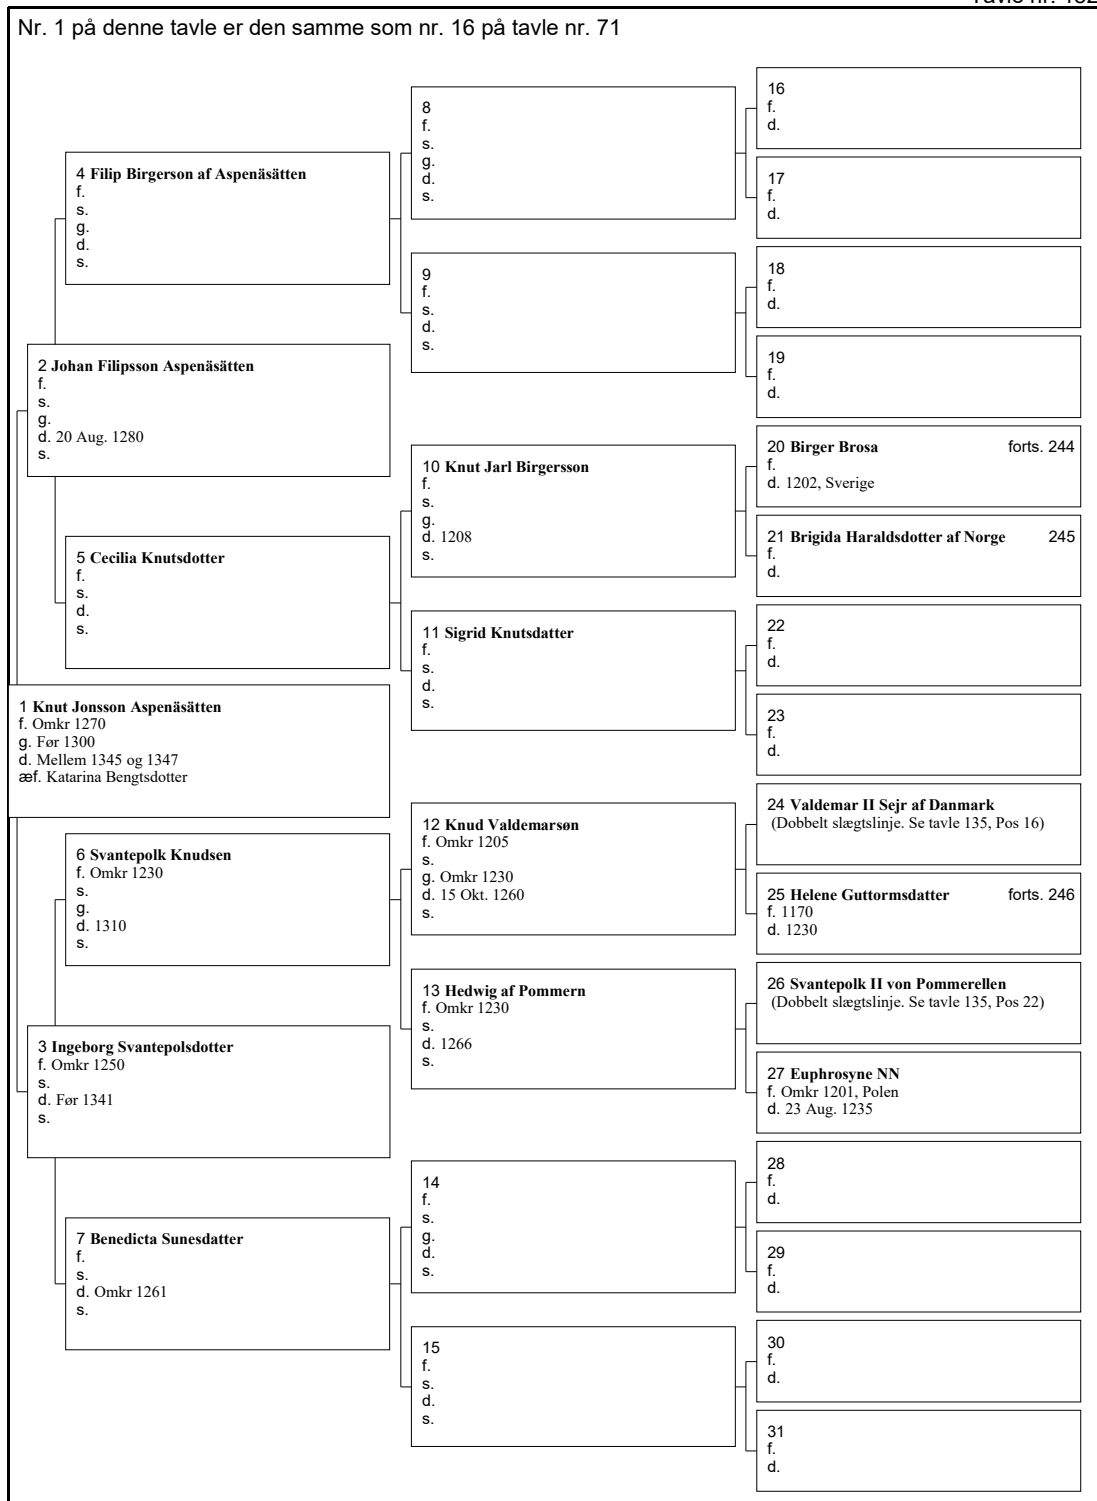 Nr. 1 på denne tavle er den samme som nr. 16 på tavle nr. 71
16
f.
d.
8
f.
s.
g.
d.
s.
17
f.
d.
4 Filip Birgerson af Aspenäsätten
f.
s.
g.
d.
s.
18
f.
d.
9
f.
s.
d.
s.
19
f.
d.
2 Johan Filipsson Aspenäsätten
f.
s.
g.
d. 20 Aug. 1280
s.
20 Birger Brosa forts. 244
f.
d. 1202, Sverige
10 Knut Jarl Birgersson
f.
s.
g.
d. 1208
s.
21 Brigida Haraldsdotter af Norge 245
f.
d.
5 Cecilia Knutsdotter
f.
s.
d.
s.
22
f.
d.
11 Sigrid Knutsdatter
f.
s.
d.
s.
23
f.
d.
1 Knut Jonsson Aspenäsätten
f. Omkr 1270
g. Før 1300
d. Mellem 1345 og 1347
æf. Katarina Bengtsdotter
24 Valdemar II Sejr af Danmark
(Dobbelt slægtslinje. Se tavle 135, Pos 16)
12 Knud Valdemarsøn
f. Omkr 1205
s.
g. Omkr 1230
d. 15 Okt. 1260
s.
25 Helene Guttormsdatter forts. 246
f. 1170
d. 1230
6 Svantepolk Knudsen
f. Omkr 1230
s.
g.
d. 1310
s.
26 Svantepolk II von Pommerellen
(Dobbelt slægtslinje. Se tavle 135, Pos 22)
13 Hedwig af Pommern
f. Omkr 1230
s.
d. 1266
s.
27 Euphrosyne NN
f. Omkr 1201, Polen
d. 23 Aug. 1235
3 Ingeborg Svantepolsdotter
f. Omkr 1250
s.
d. Før 1341
s.
28
f.
d.
14
f.
s.
g.
d.
s.
29
f.
d.
7 Benedicta Sunesdatter
f.
s.
d. Omkr 1261
s.
30
f.
d.
15
f.
s.
d.
s.
31
f.
d.